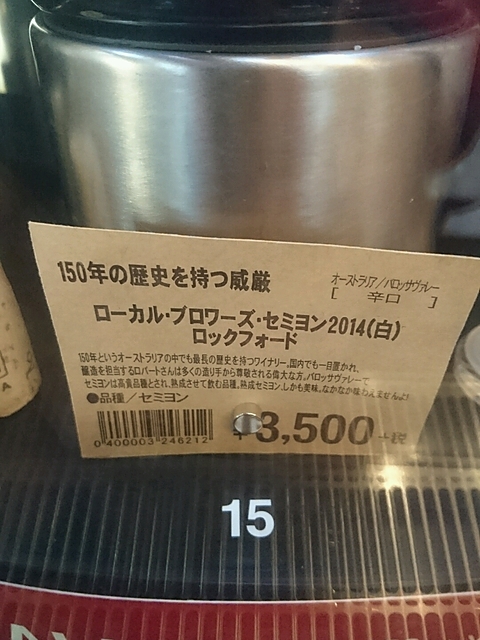 150年の歴史を持つ威厳
オーストラリア/バロッサヴァレー
[ 辛口 ]
ローカル・ブロワーズ・セミヨン2014(白)
ロックフォード
150年というオーストラリアの中でも最長の歴史を持つワイナリー。国内でも一目置かれ、
醸造を担当するロバートさんは多くの造り手から尊敬される偉大な方。バロッサヴァレーで
セミヨンは高貴品種とされ、熟成させて飲む品種。熟成セミヨン、しかも美味。なかなか味わえませんよ
●品種/セミヨン
0 400003 246212
¥3,500+税
15